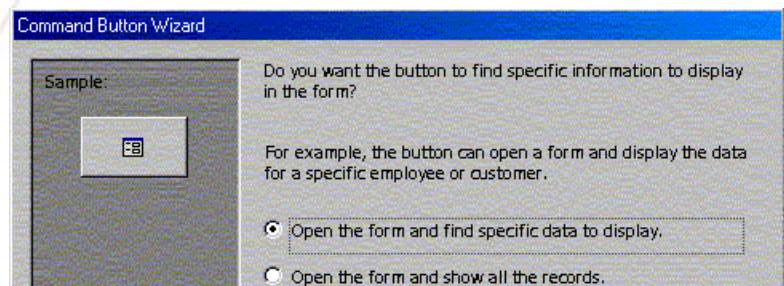 Command Button Wizard
Sample:
Do you want the button to find specific information to display
in the form?
For example, the button can open a form and display the data
for a specific employee or customer.
Open the form and find specific data to display.
Open the form and show all the records.